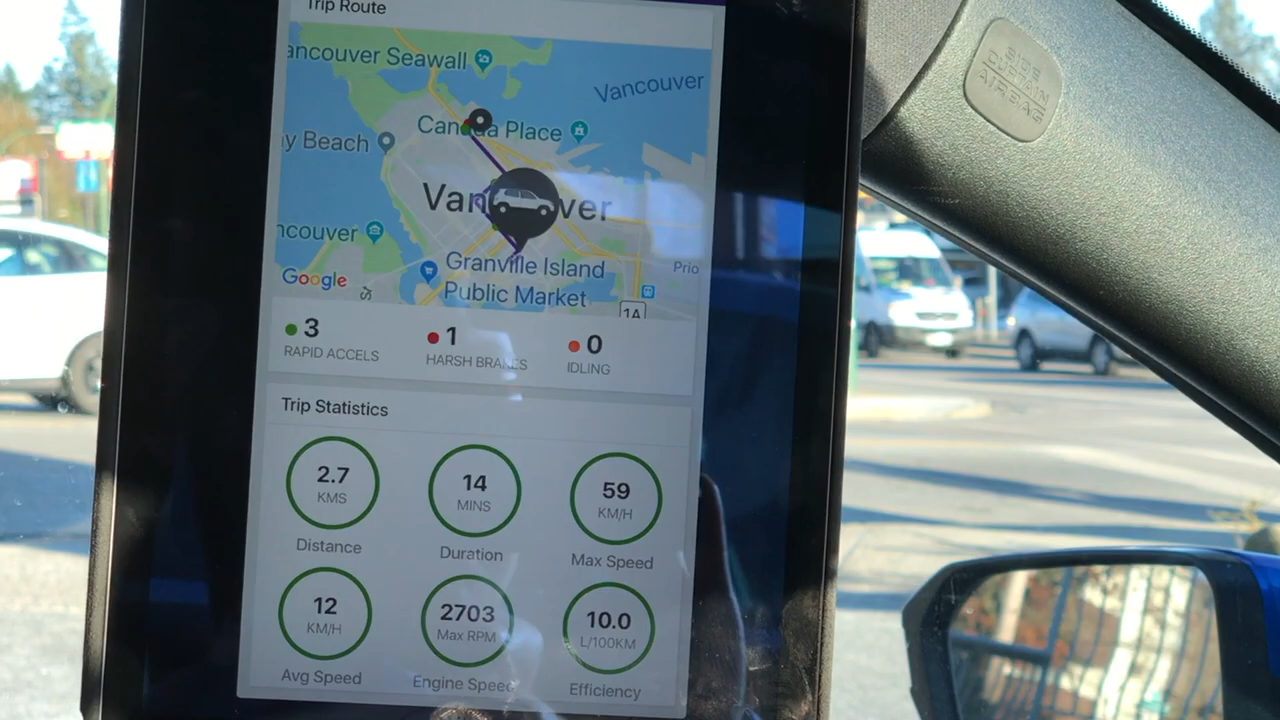 Trip Route
ancouver Seawall
Vancouver
Canada Place
y Beach
Vancouver
ncouver
Granville Island
Public Market
Prio
Google
1A
3
RAPID ACCELS
1
HARSH BRAKES
0
IDLING
Trip Statistics
2.7
KMS
Distance
14
MINS
Duration
59
KM/H
Max Speed
12
KM/H
Avg Speed
2703
Max RPM
Engine Speed
10.0
L/100KM
Efficiency
SIDE
CURTAIN
AIRBAG